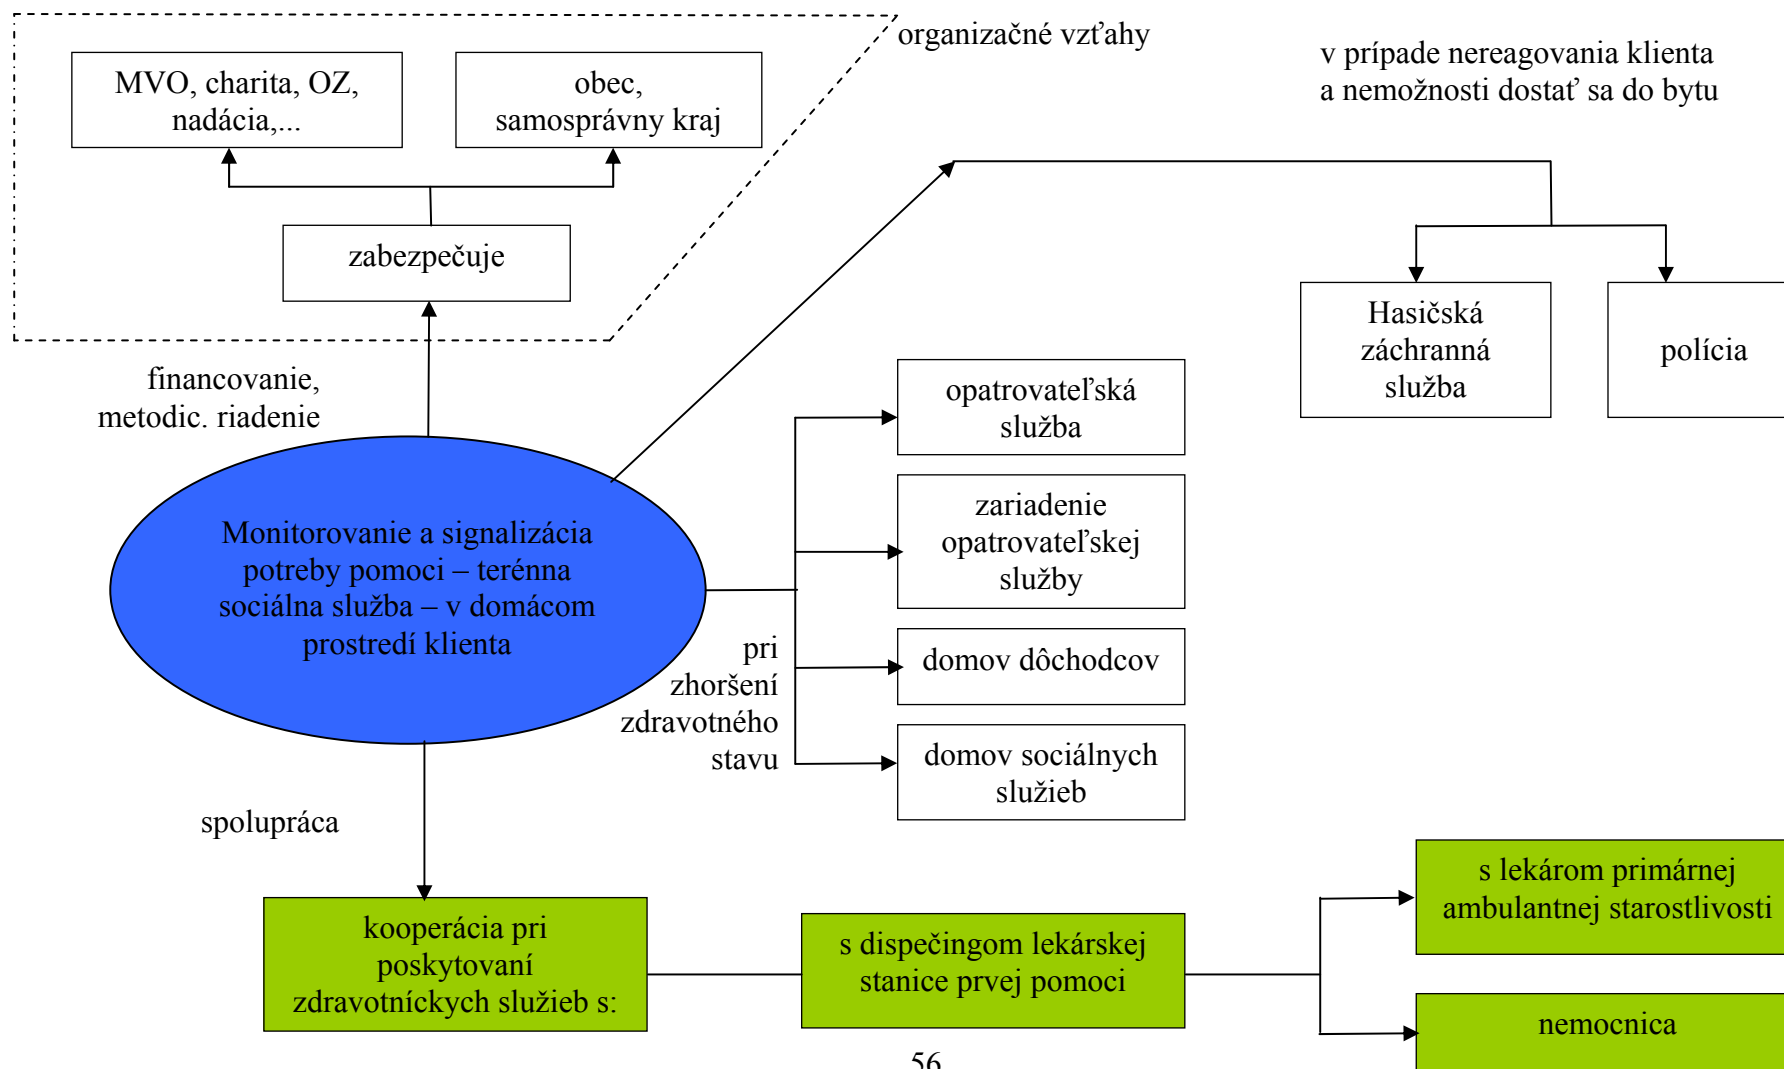 organizačné vzťahy
v prípade nereagovania klienta
a nemožnosti dostať sa do bytu
MVO, charita, OZ,
nadácia,...
obec,
samosprávny kraj
zabezpečuje
Hasičská
záchranná
služba
polícia
financovanie,
metodic. riadenie
opatrovateľská
služba
zariadenie
opatrovateľskej
služby
Monitorovanie a signalizácia
potreby pomoci – terénna
sociálna služba – v domácom
prostredí klienta
pri
zhoršení
zdravotného
stavu
domov dôchodcov
domov sociálnych
služieb
spolupráca
kooperácia pri
poskytovaní
zdravotníckych služieb s:
s dispečingom lekárskej
stanice prvej pomoci
s lekárom primárnej
ambulantnej starostlivosti
nemocnica
56